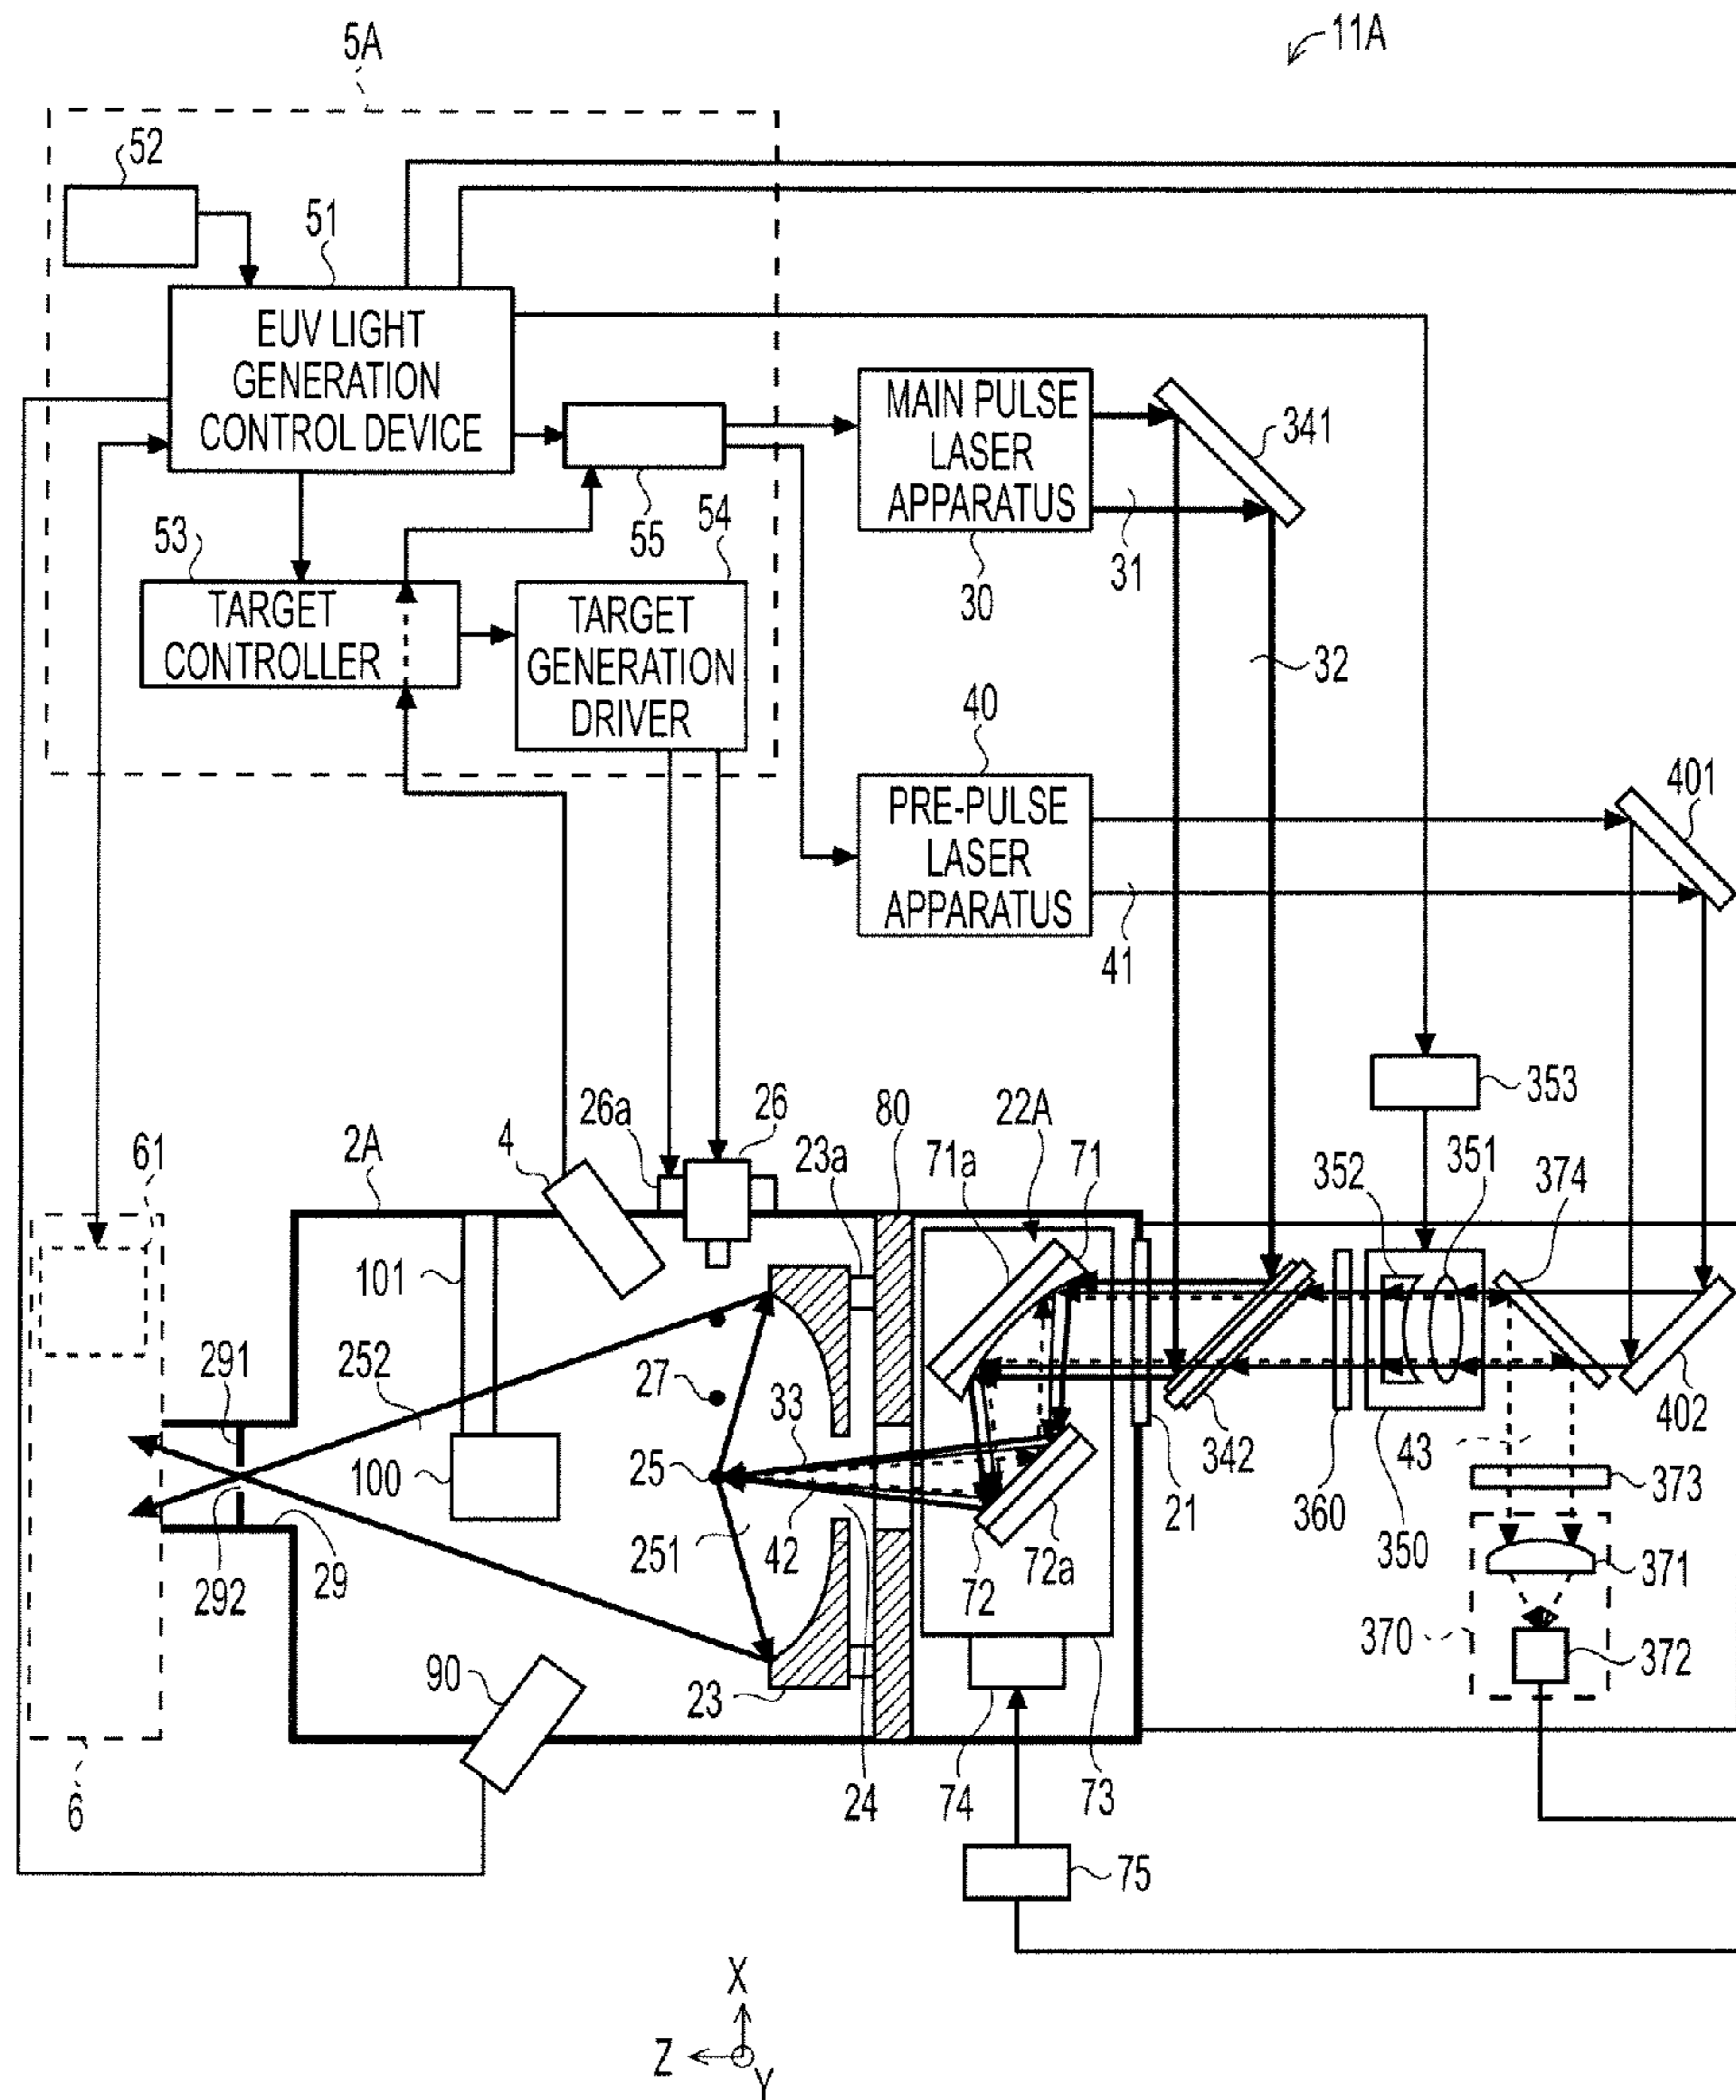 5A
11A
52
51
EUV LIGHT
GENERATION
CONTROL DEVICE
MAIN PULSE
LASER
APPARATUS
341
55
54
31
30
53
TARGET
CONTROLLER
TARGET
GENERATION
DRIVER
32
40
401
PRE-PULSE
LASER
APPARATUS
41
353
26a
26
80
22A
4
23a
71a
71
352
351
374
2A
61
101
291
252
27
33
402
43
100
25
342
373
21
360
350
292
29
251
42
72
72a
371
370
372
90
23
6
24
74
73
75
X
Z
Y